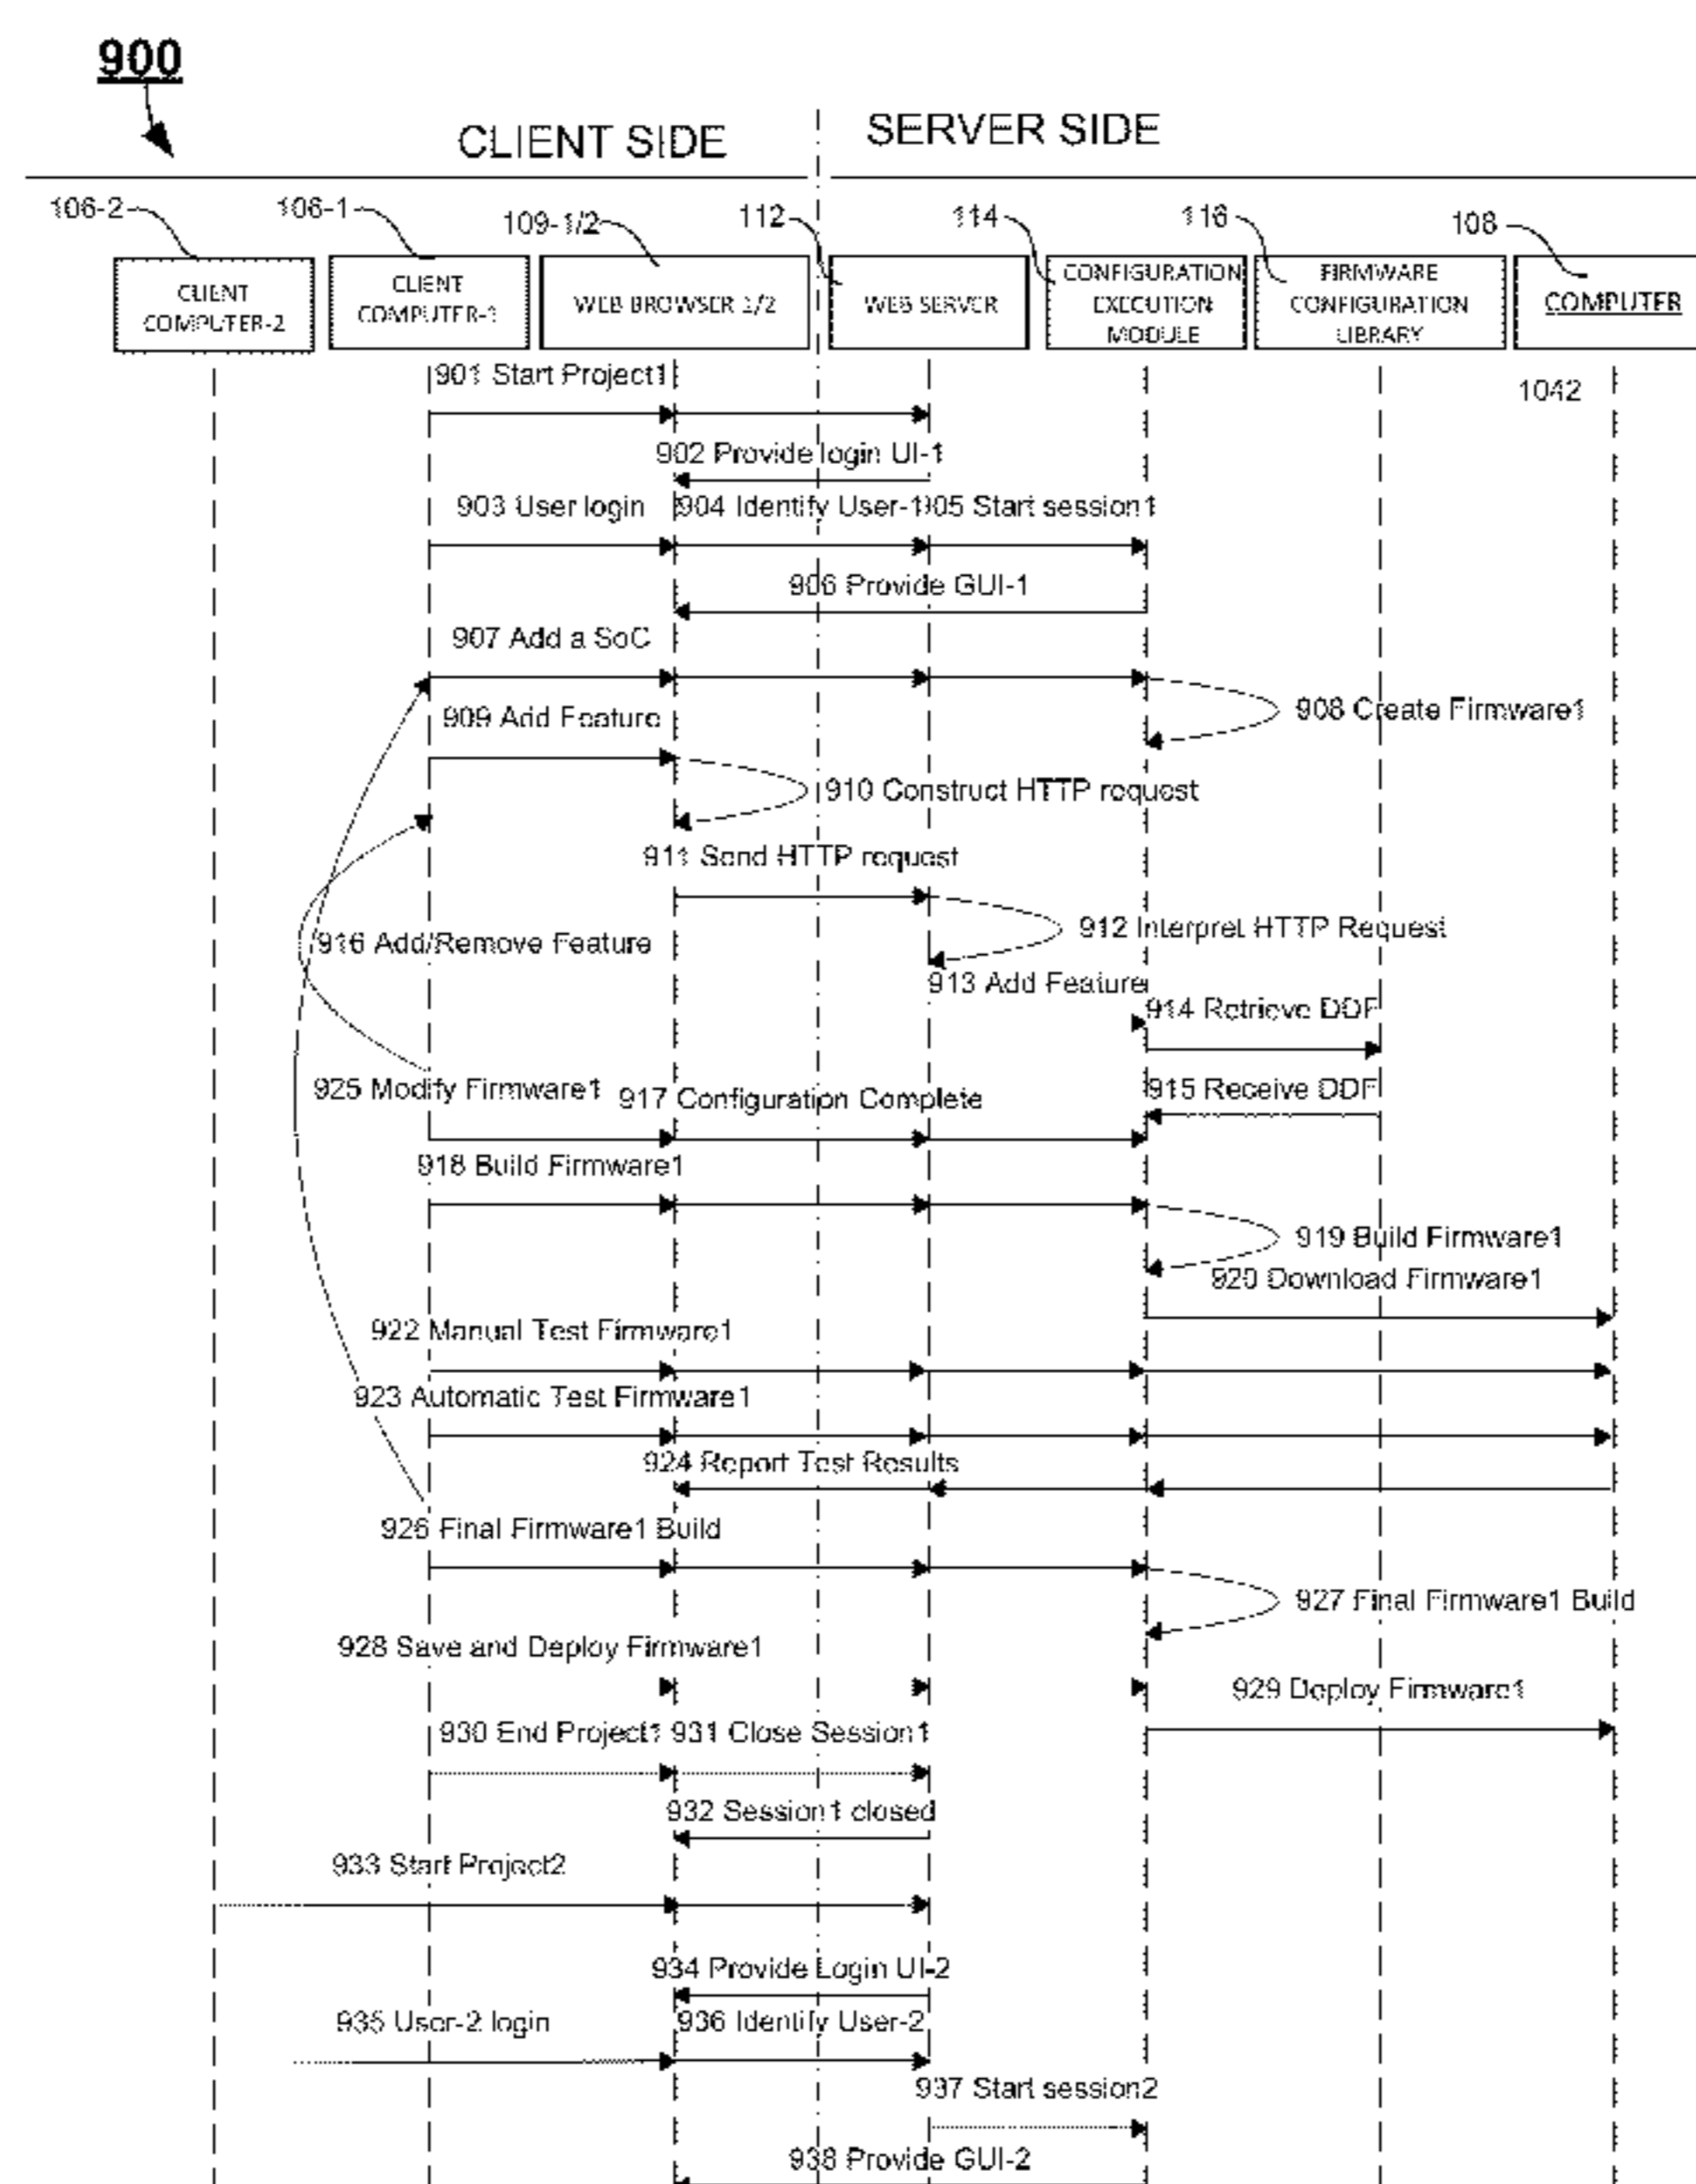 900
CLIENT SIDE
SERVER SIDE
106-2
106-1
109-1/2
112
114
116
108
CLIENT
COMPUTER-2
CLIENT
COMPUTER-1
WEB BROWSER 1/2
WEB SERVER
CONFIGURATION
EXECUTION
MODULE
FIRMWARE
CONFIGURATION
LIBRARY
COMPUTER
901 Start Project1
1042
902 Provide login UI-1
903 User login
904 Identify User-1
905 Start session1
906 Provide GUI-1
907 Add a SoC
908 Create Firmware1
909 Add Feature
910 Construct HTTP request
911 Send HTTP request
912 Interpret HTTP Request
916 Add/Remove Feature
913 Add Feature
914 Retrieve DDF
925 Modify Firmware1
917 Configuration Complete
915 Receive DDF
918 Build Firmware1
919 Build Firmware1
920 Download Firmware1
922 Manual Test Firmware1
923 Automatic Test Firmware1
924 Report Test Results
926 Final Firmware1 Build
927 Final Firmware1 Build
928 Save and Deploy Firmware1
929 Deploy Firmware1
930 End Project1
931 Close Session1
932 Session1 closed
933 Start Project2
934 Provide Login UI-2
935 User-2 login
936 Identify User-2
937 Start session2
938 Provide GUI-2